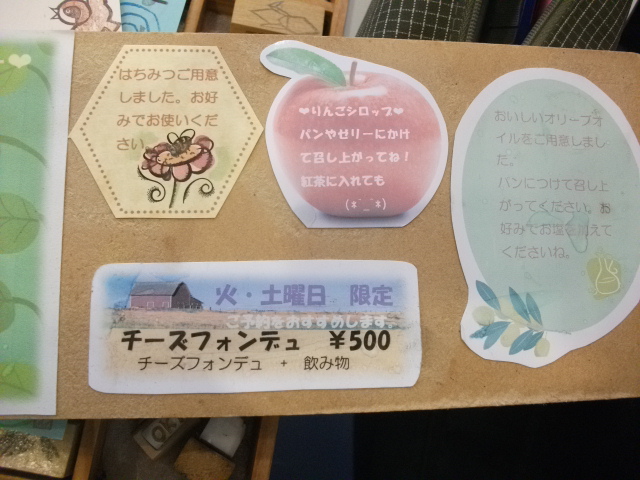 はちみつご用意
しました。お好
みでお使いくだ
さい
❤りんごシロップ❤
パンやゼリーにかけ
て召し上がってね！
紅茶に入れても
(*^_^*)
おいしいオリーブオ
イルをご用意しまし
た。
パンにつけて召し上
がってください。お
好みでお塩を加えて
くださいね。
火・土曜日 限定
ご予約をおすすめします。
チーズフォンデュ ￥500
チーズフォンデュ + 飲み物